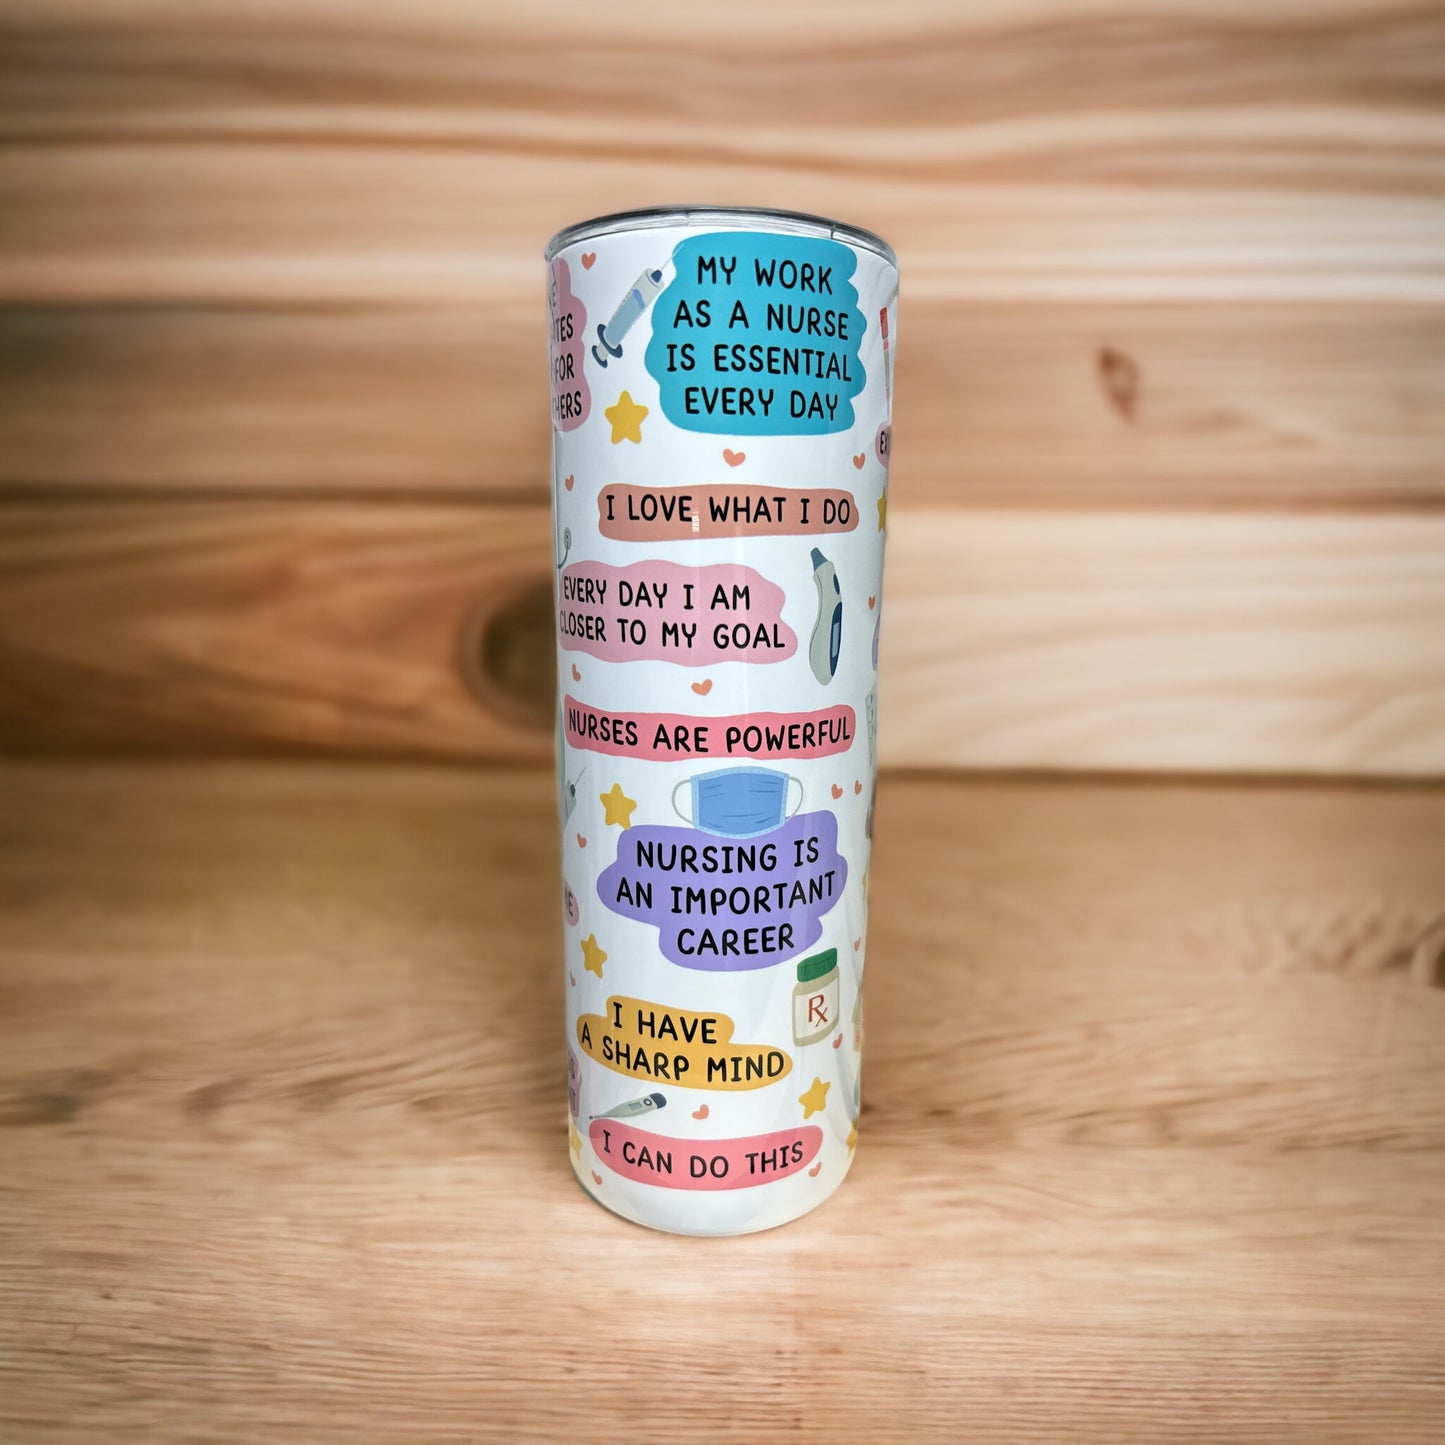 MY WORK
AS A NURSE
IS ESSENTIAL
EVERY DAY
FOR
I LOVE WHAT I DO
EVERY DAY I AM
CLOSER TO MY GOAL
NURSES ARE POWERFUL
NURSING IS
AN IMPORTANT
CAREER
Rx
I HAVE
A SHARP MIND
I CAN DO THIS